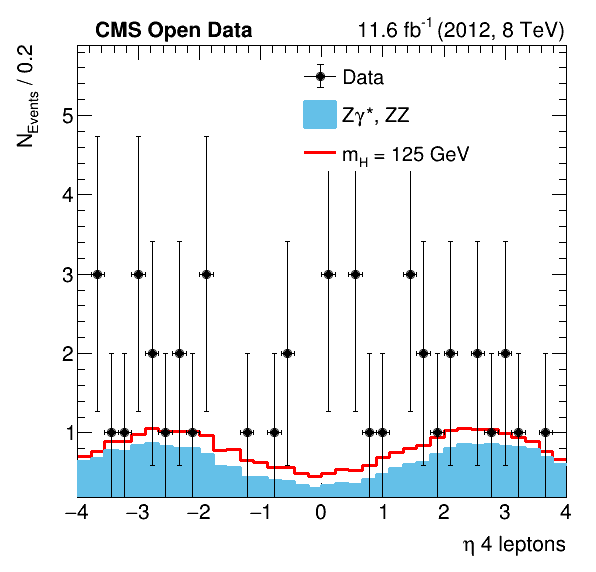 CMS Open Data 11.6 fb⁻¹ (2012, 8 TeV)
N_Events / 0.2
Data
Zγ*, ZZ
m_H = 125 GeV
5
4
3
2
1
−4 −3 −2 −1 0 1 2 3 4
η 4 leptons